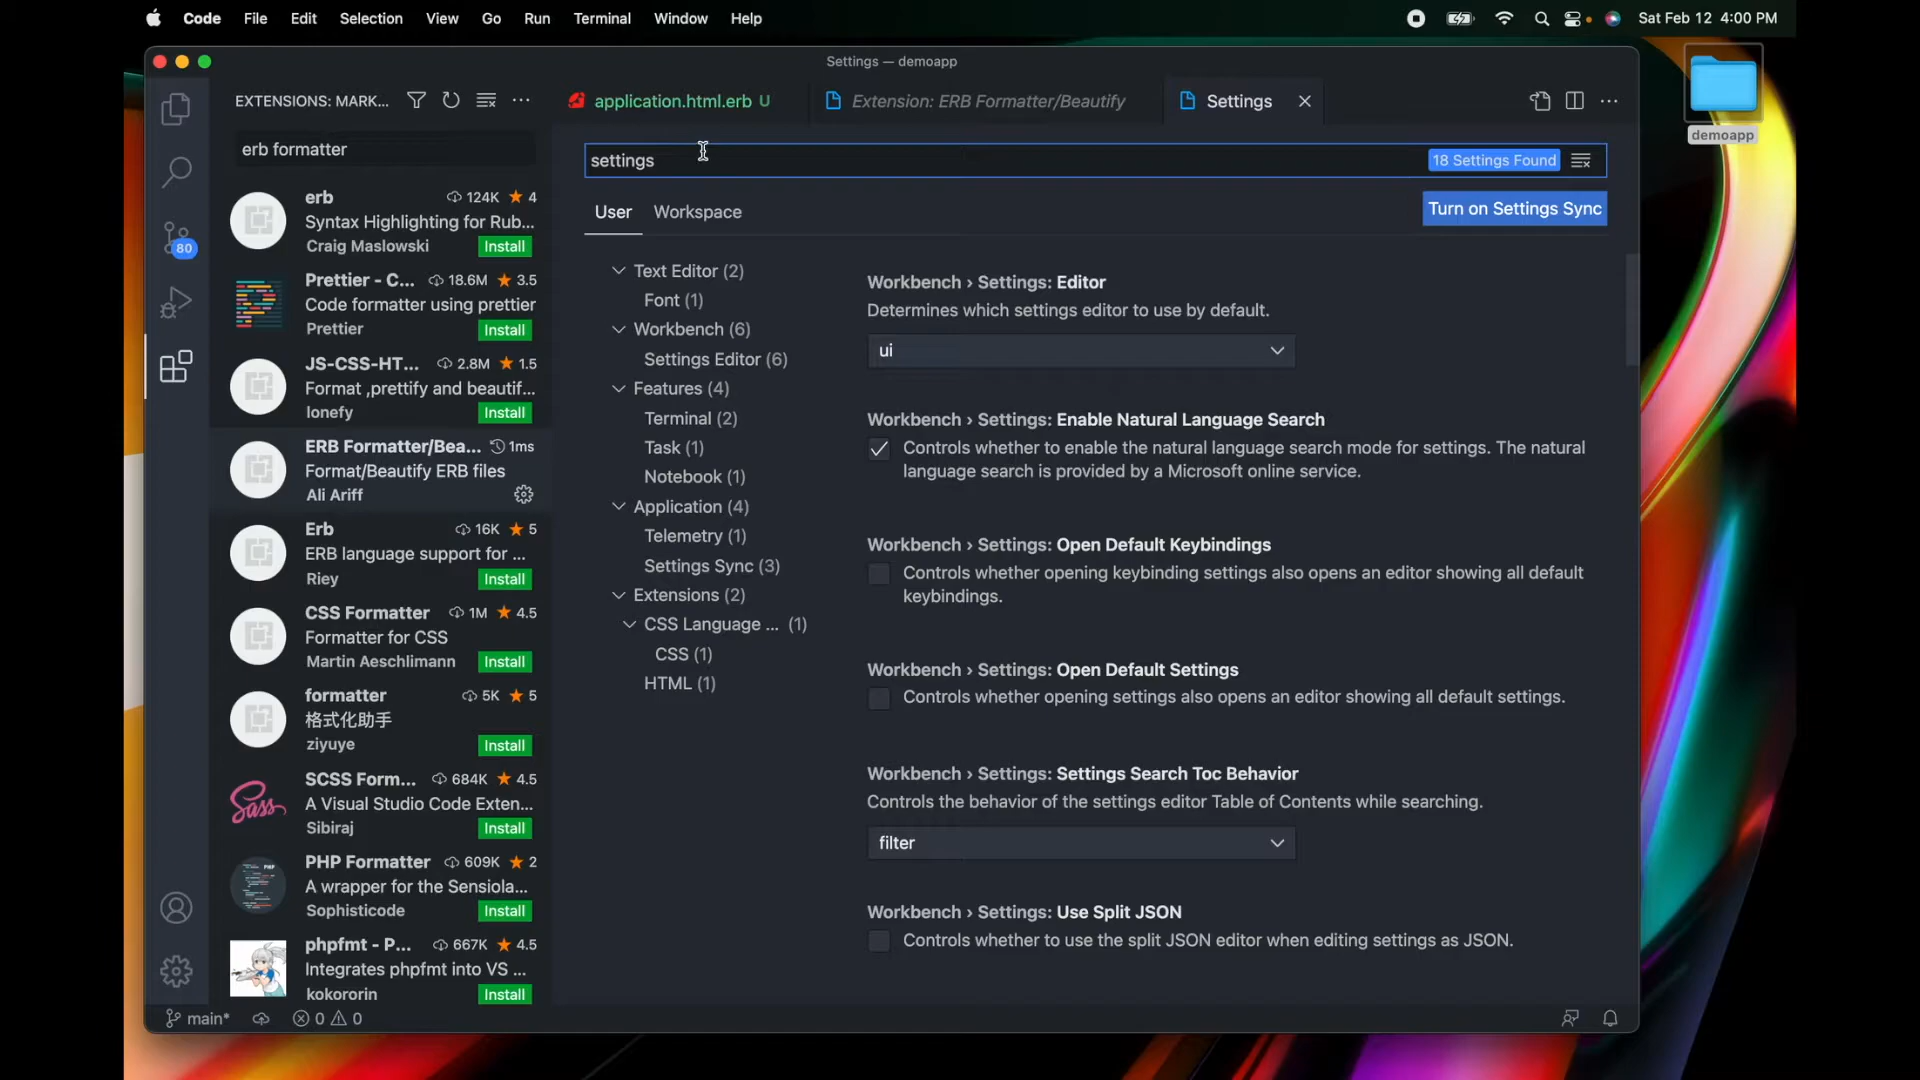 Code File Edit Selection View Go Run Terminal Window Help
Sat Feb 12 4:00 PM
Settings — demoapp
EXTENSIONS: MARK...
application.html.erb U
Extension: ERB Formatter/Beautify
Settings
demoapp
erb formatter
settings
18 Settings Found
User Workspace
Turn on Settings Sync
erb 124K 4
Syntax Highlighting for Rub...
Craig Maslowski Install
Prettier - C... 18.6M 3.5
Code formatter using prettier
Prettier Install
JS-CSS-HT... 2.8M 1.5
Format ,prettify and beautif...
lonefy Install
ERB Formatter/Bea... 1ms
Format/Beautify ERB files
Ali Ariff
Erb 16K 5
ERB language support for ...
Riey Install
CSS Formatter 1M 4.5
Formatter for CSS
Martin Aeschlimann Install
formatter 5K 5
格式化助手
ziyuye Install
SCSS Form... 684K 4.5
A Visual Studio Code Exten...
Sibiraj Install
PHP Formatter 609K 2
A wrapper for the Sensiola...
Sophisticode Install
phpfmt - P... 667K 4.5
Integrates phpfmt into VS ...
kokororin Install
80
Text Editor (2)
Font (1)
Workbench (6)
Settings Editor (6)
Features (4)
Terminal (2)
Task (1)
Notebook (1)
Application (4)
Telemetry (1)
Settings Sync (3)
Extensions (2)
CSS Language ... (1)
CSS (1)
HTML (1)
Workbench › Settings: Editor
Determines which settings editor to use by default.
ui
Workbench › Settings: Enable Natural Language Search
Controls whether to enable the natural language search mode for settings. The natural
language search is provided by a Microsoft online service.
Workbench › Settings: Open Default Keybindings
Controls whether opening keybinding settings also opens an editor showing all default
keybindings.
Workbench › Settings: Open Default Settings
Controls whether opening settings also opens an editor showing all default settings.
Workbench › Settings: Settings Search Toc Behavior
Controls the behavior of the settings editor Table of Contents while searching.
filter
Workbench › Settings: Use Split JSON
Controls whether to use the split JSON editor when editing settings as JSON.
main* 0 0